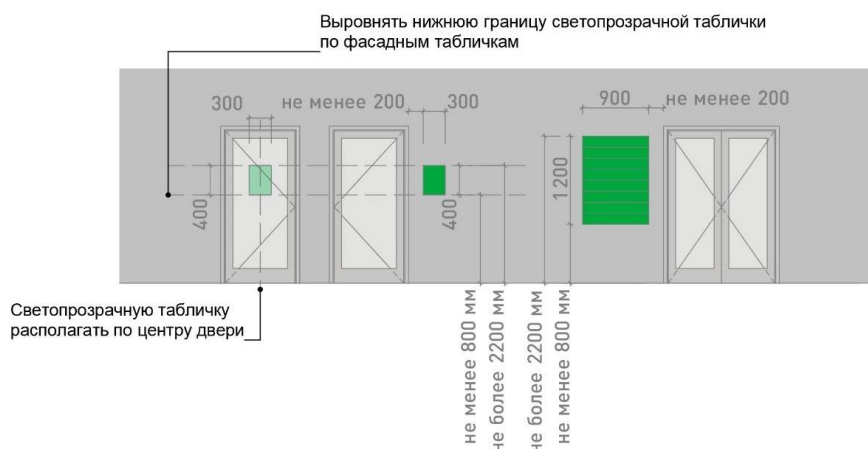 Выровнять нижнюю границу светопрозрачной таблички
по фасадным табличкам
300
не менее 200
300
900
не менее 200
400
400
1200
Светопрозрачную табличку
располагать по центру двери
не менее 800 мм
не более 2200 мм
не более 2200 мм
не менее 800 мм